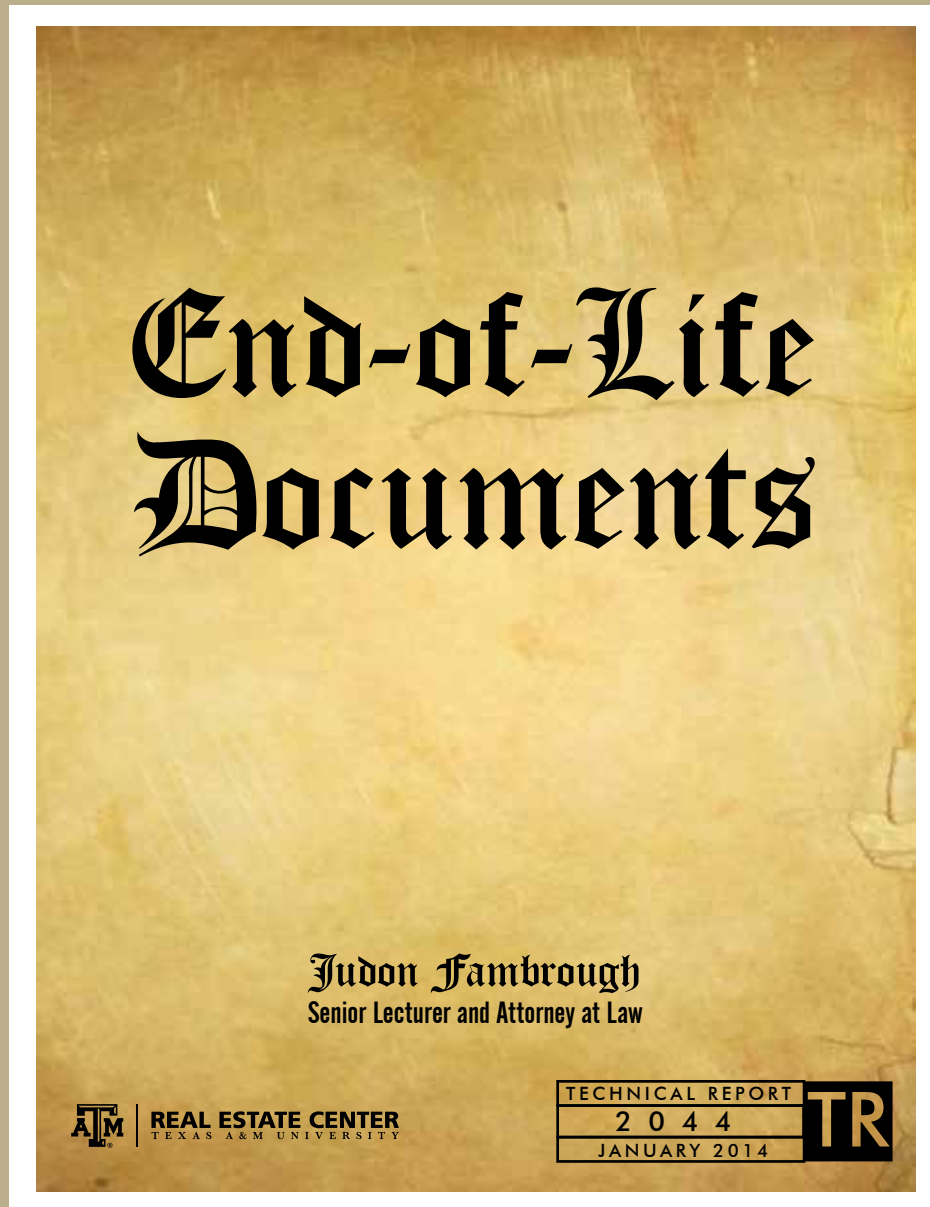 End-of-Life
Documents
Judon Fambrough
Senior Lecturer and Attorney at Law
ATM
®
REAL ESTATE CENTER
TEXAS A&M UNIVERSITY
TECHNICAL REPORT
2044
JANUARY 2014
TR